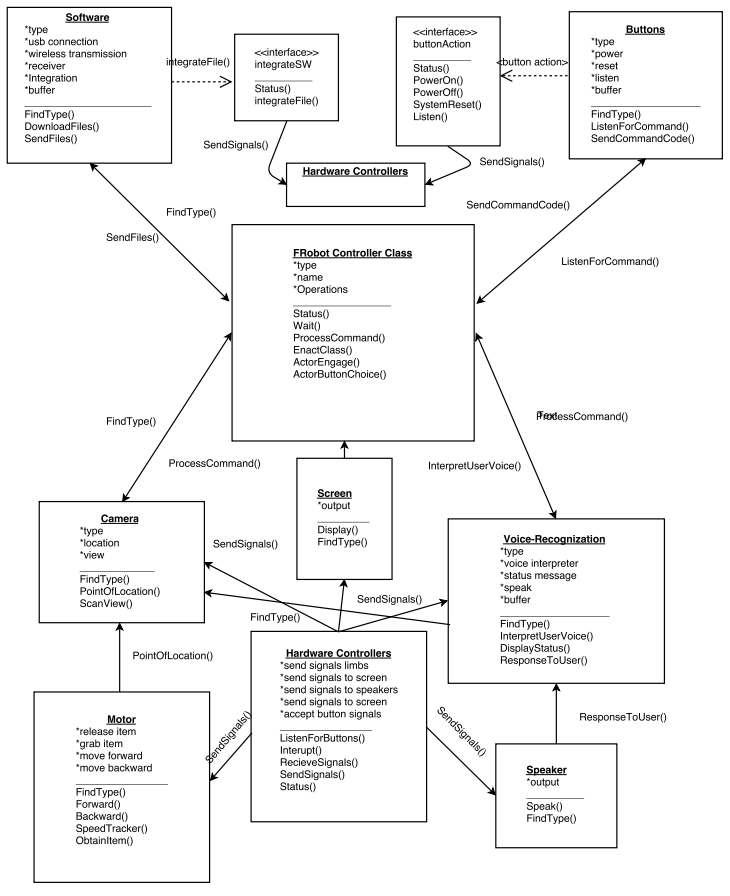 Software
*type
*usb connection
*wireless transmission
*receiver
*Integration
*buffer
FindType()
DownloadFiles()
SendFiles()
integrateFile()
<<interface>>
integrateSW
Status()
integrateFile()
<<interface>>
buttonAction
Status()
PowerOn()
PowerOff()
SystemReset()
Listen()
<button action>
Buttons
*type
*power
*reset
*listen
*buffer
FindType()
ListenForCommand()
SendCommandCode()
SendSignals()
SendSignals()
Hardware Controllers
FindType()
SendFiles()
SendCommandCode()
ListenForCommand()
FRobot Controller Class
*type
*name
*Operations
Status()
Wait()
ProcessCommand()
EnactClass()
ActorEngage()
ActorButtonChoice()
FindType()
ProcessCommand()
Text
ProcessCommand()
InterpretUserVoice()
Camera
*type
*location
*view
FindType()
PointOfLocation()
ScanView()
Screen
*output
Display()
FindType()
Voice-Recognization
*type
*voice interpreter
*status message
*speak
*buffer
FindType()
InterpretUserVoice()
DisplayStatus()
ResponseToUser()
SendSignals()
SendSignals()
FindType()
PointOfLocation()
Hardware Controllers
*send signals limbs
*send signals to screen
*send signals to speakers
*send signals to screen
*accept button signals
ListenForButtons()
Interupt()
RecieveSignals()
SendSignals()
Status()
SendSignals()
SendSignals()
ResponseToUser()
Motor
*release item
*grab item
*move forward
*move backward
FindType()
Forward()
Backward()
SpeedTracker()
ObtainItem()
Speaker
*output
Speak()
FindType()